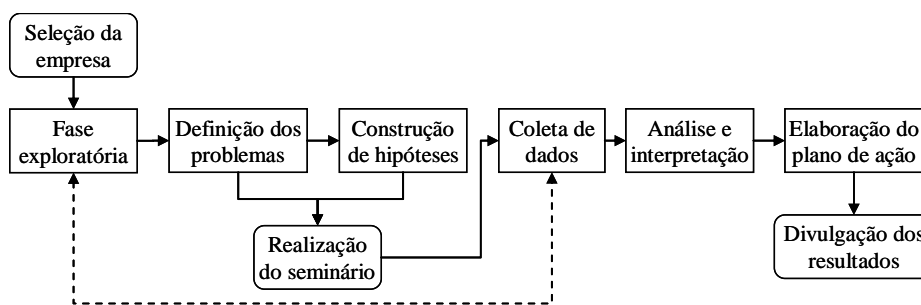 Seleção da
empresa
Fase
exploratória
Definição dos
problemas
Construção
de hipóteses
Coleta de
dados
Análise e
interpretação
Elaboração do
plano de ação
Realização
do seminário
Divulgação dos
resultados